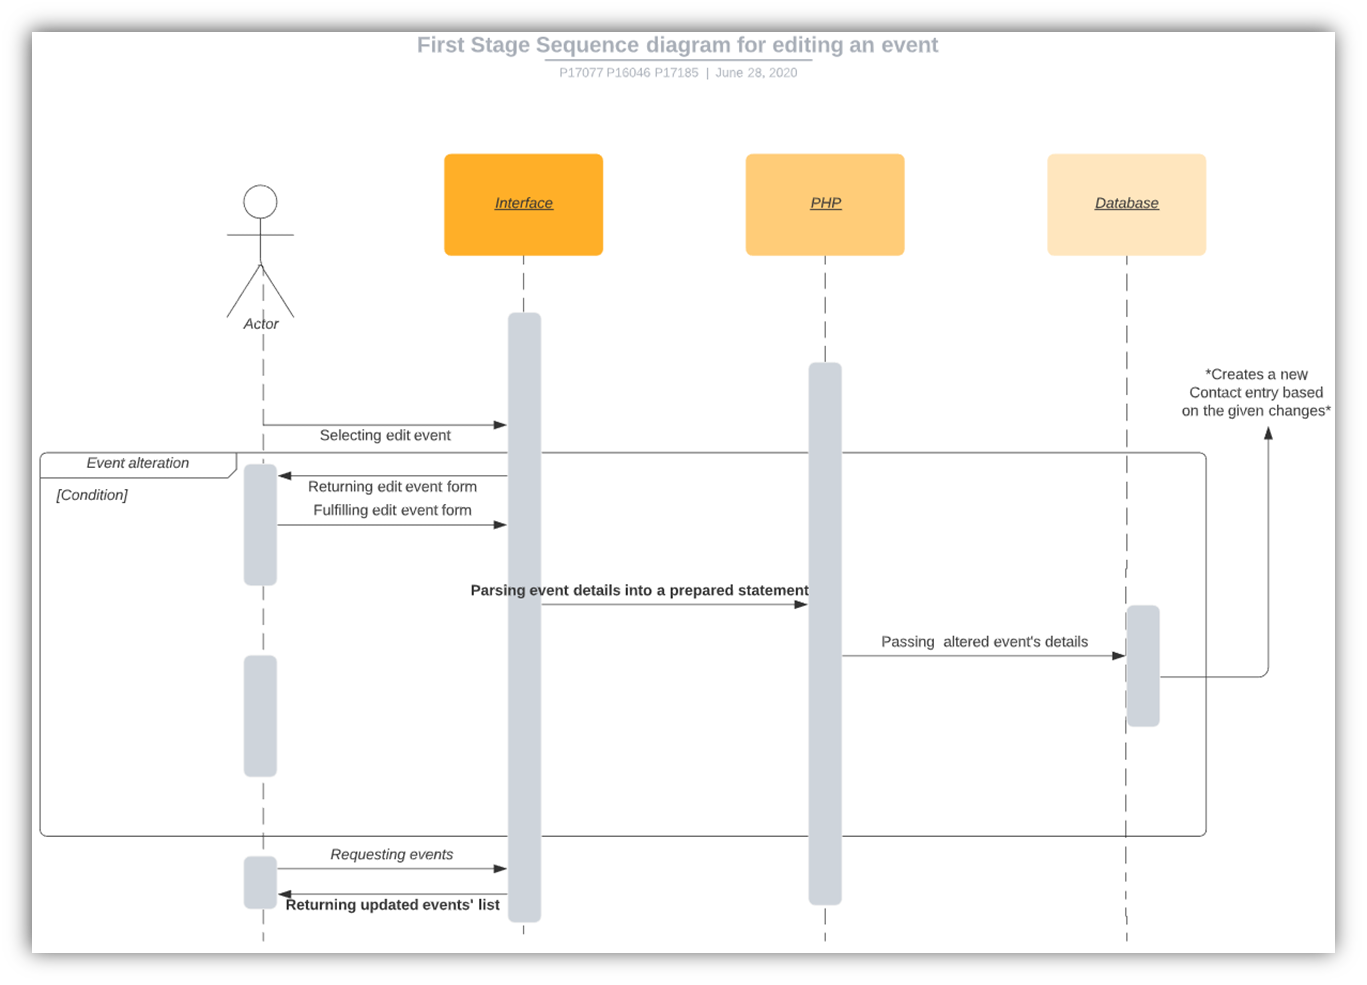 First Stage Sequence diagram for editing an event
P17077 P16046 P17185 | June 28, 2020
Interface
PHP
Database
Actor
*Creates a new
Contact entry based
on the given changes*
Selecting edit event
Event alteration
[Condition]
Returning edit event form
Fulfilling edit event form
Parsing event details into a prepared statement
Passing altered event's details
Requesting events
Returning updated events' list